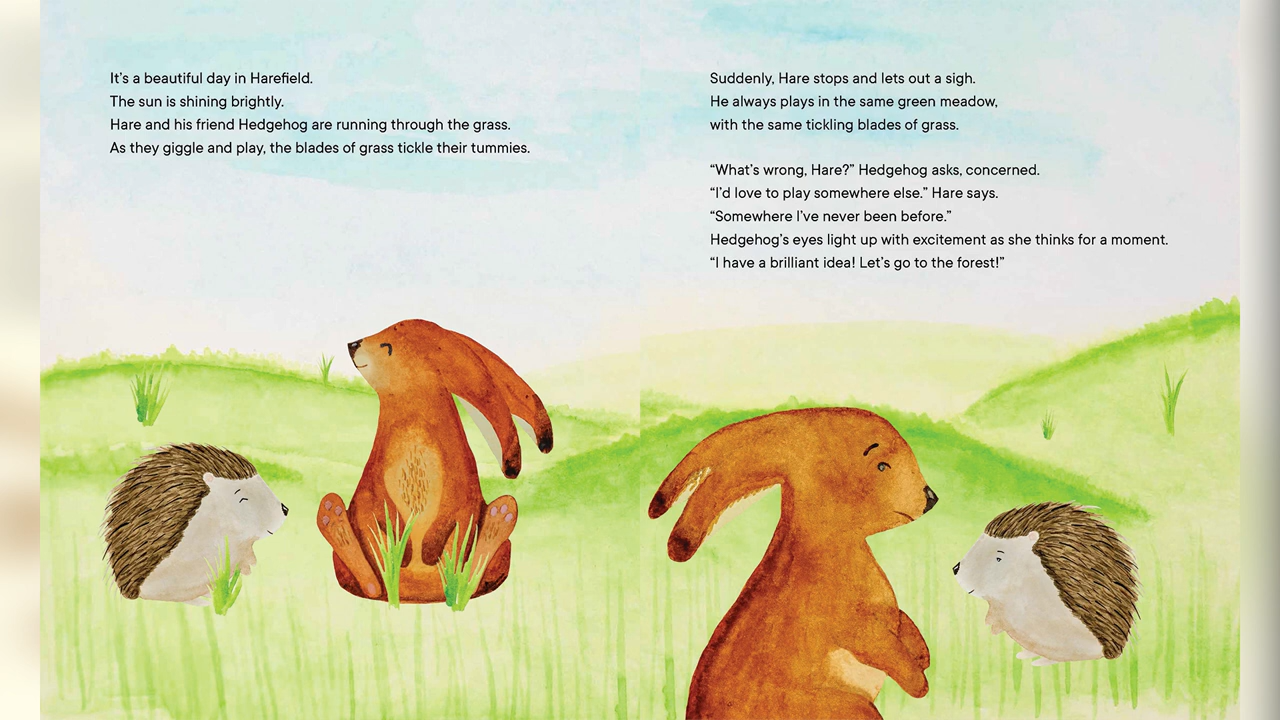 It's a beautiful day in Harefield.
The sun is shining brightly.
Hare and his friend Hedgehog are running through the grass.
As they giggle and play, the blades of grass tickle their tummies.
Suddenly, Hare stops and lets out a sigh.
He always plays in the same green meadow,
with the same tickling blades of grass.
“What's wrong, Hare?” Hedgehog asks, concerned.
“I'd love to play somewhere else.” Hare says.
“Somewhere I've never been before.”
Hedgehog's eyes light up with excitement as she thinks for a moment.
“I have a brilliant idea! Let's go to the forest!”